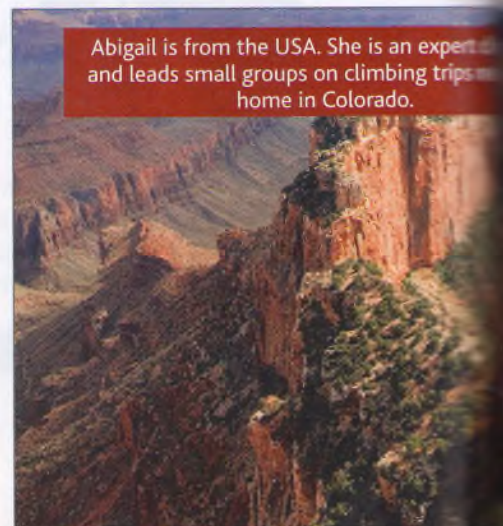 Abigail is from the USA. She is an expert
and leads small groups on climbing trips
home in Colorado.